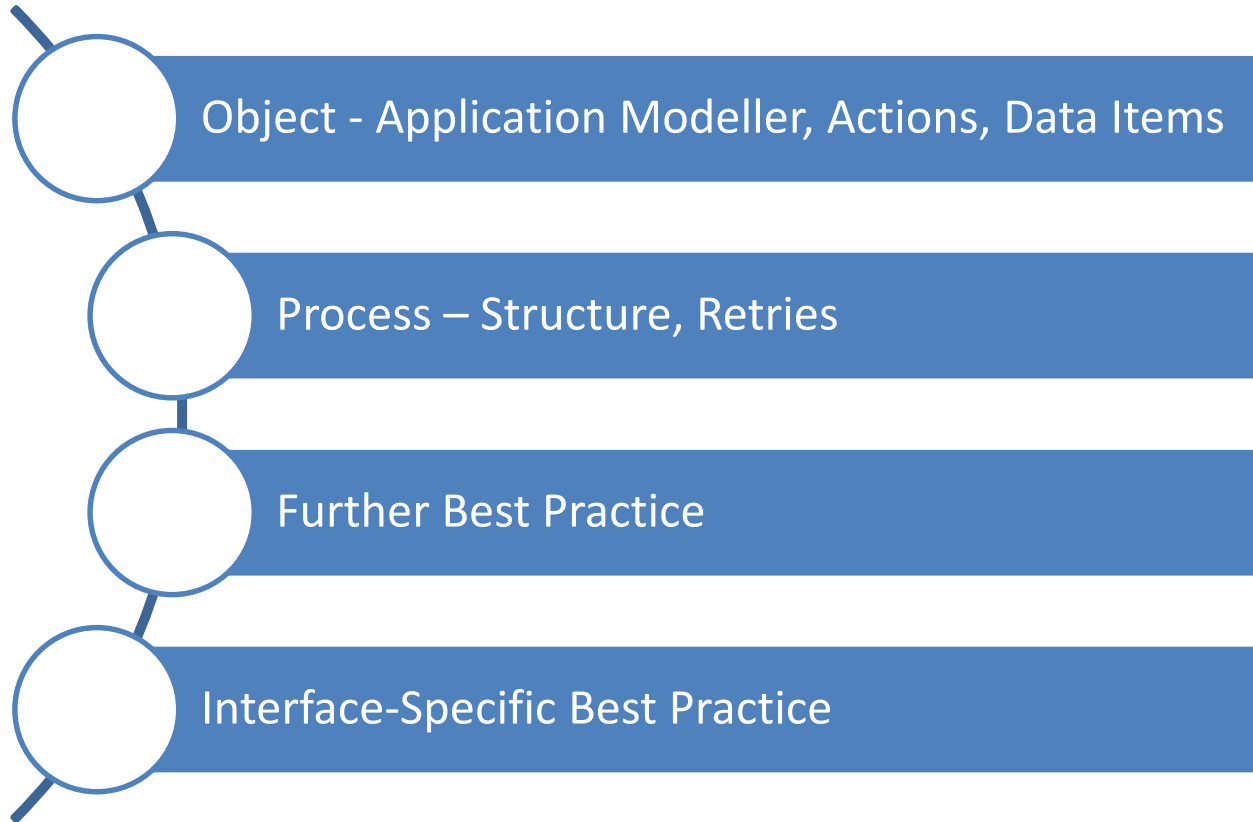 Object - Application Modeller, Actions, Data Items
Process – Structure, Retries
Further Best Practice
Interface-Specific Best Practice